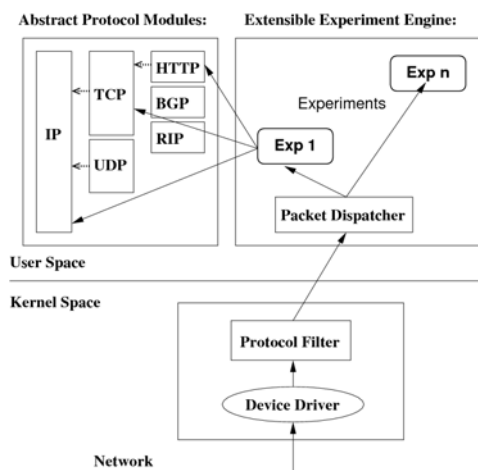 Abstract Protocol Modules:
Extensible Experiment Engine:
IP
TCP
UDP
HTTP
BGP
RIP
Exp n
Experiments
Exp 1
Packet Dispatcher
User Space
Kernel Space
Protocol Filter
Device Driver
Network